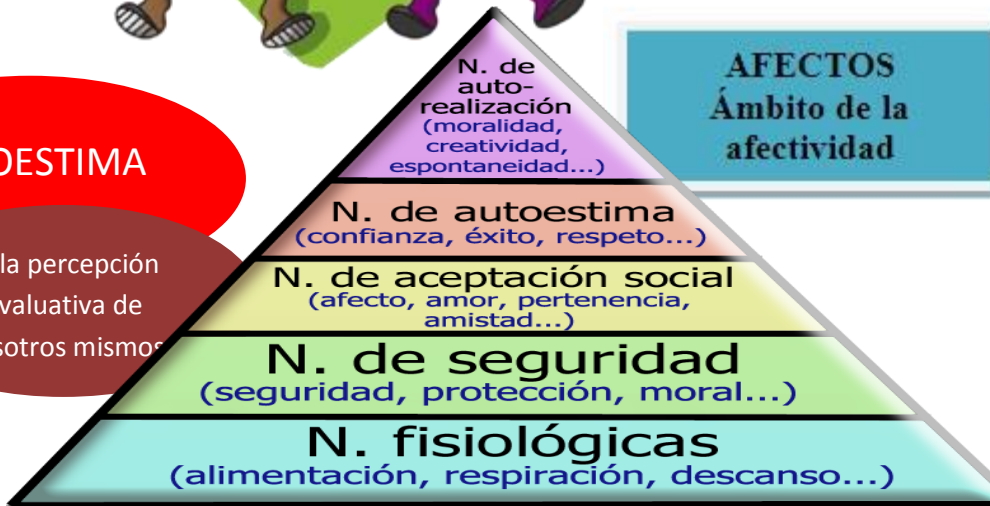 N. de
auto-
realización
(moralidad,
creatividad,
espontaneidad...)
N. de autoestima
(confianza, éxito, respeto...)
N. de aceptación social
(afecto, amor, pertenencia,
amistad...)
N. de seguridad
(seguridad, protección, moral...)
N. fisiológicas
(alimentación, respiración, descanso...)
AFECTOS
Ámbito de la
afectividad
OESTIMA
la percepción
valuativa de
sotros mismos